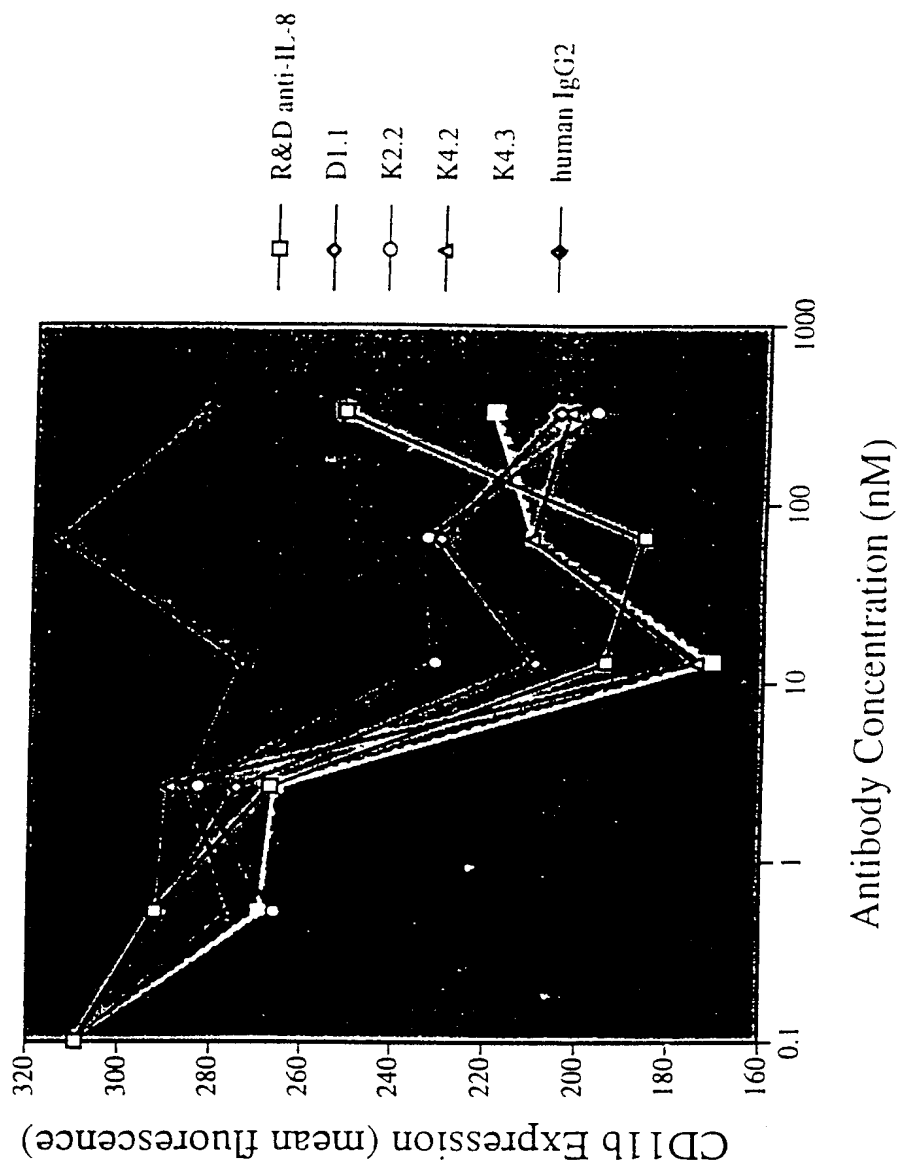 CD11b Expression (mean fluorescence)
320
300
280
260
240
220
200
180
160
0.1
1
10
100
1000
Antibody Concentration (nM)
R&D anti-IL-8
D1.1
K2.2
K4.2
K4.3
human IgG2